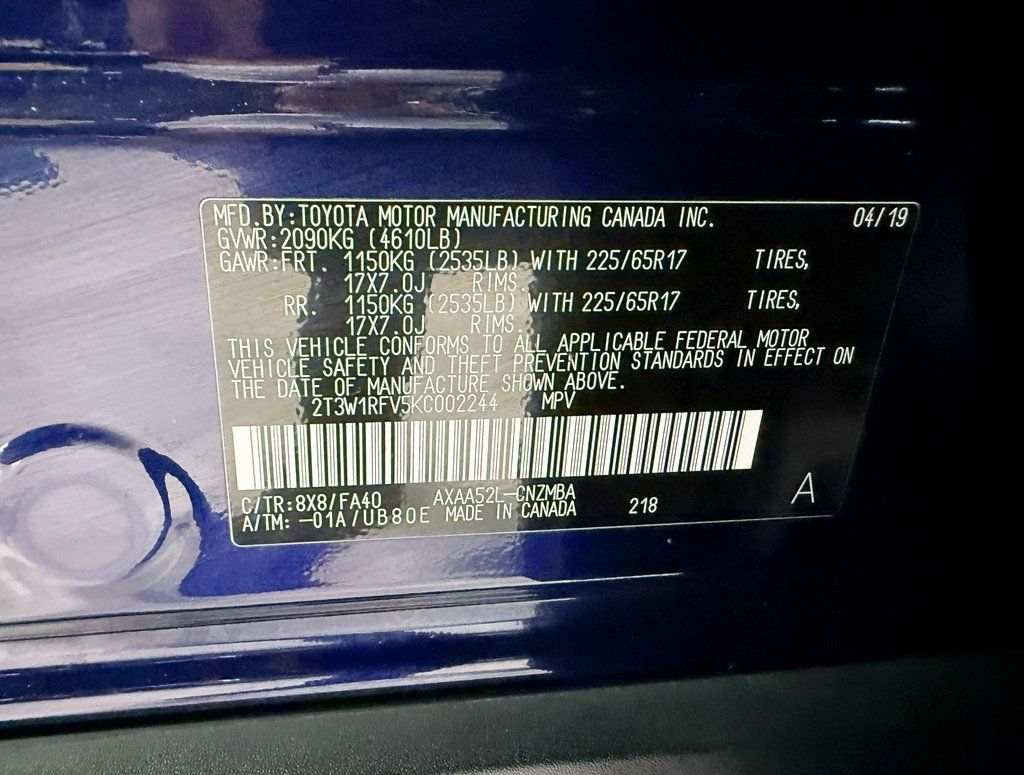 MFD.BY:TOYOTA MOTOR MANUFACTURING CANADA INC. 04/19
GVWR:2090KG (4610LB)
GAWR:FRT. 1150KG (2535LB) WITH 225/65R17 TIRES,
17X7.0J RIMS.
RR. 1150KG (2535LB) WITH 225/65R17 TIRES,
17X7.0J RIMS.
THIS VEHICLE CONFORMS TO ALL APPLICABLE FEDERAL MOTOR
VEHICLE SAFETY AND THEFT PREVENTION STANDARDS IN EFFECT ON
THE DATE OF MANUFACTURE SHOWN ABOVE.
2T3W1RFV5KC002244 MPV
C/TR:8X8/FA40 AXAA52L-CNZMBA 218 A
A/TM: -01A/UB80E MADE IN CANADA